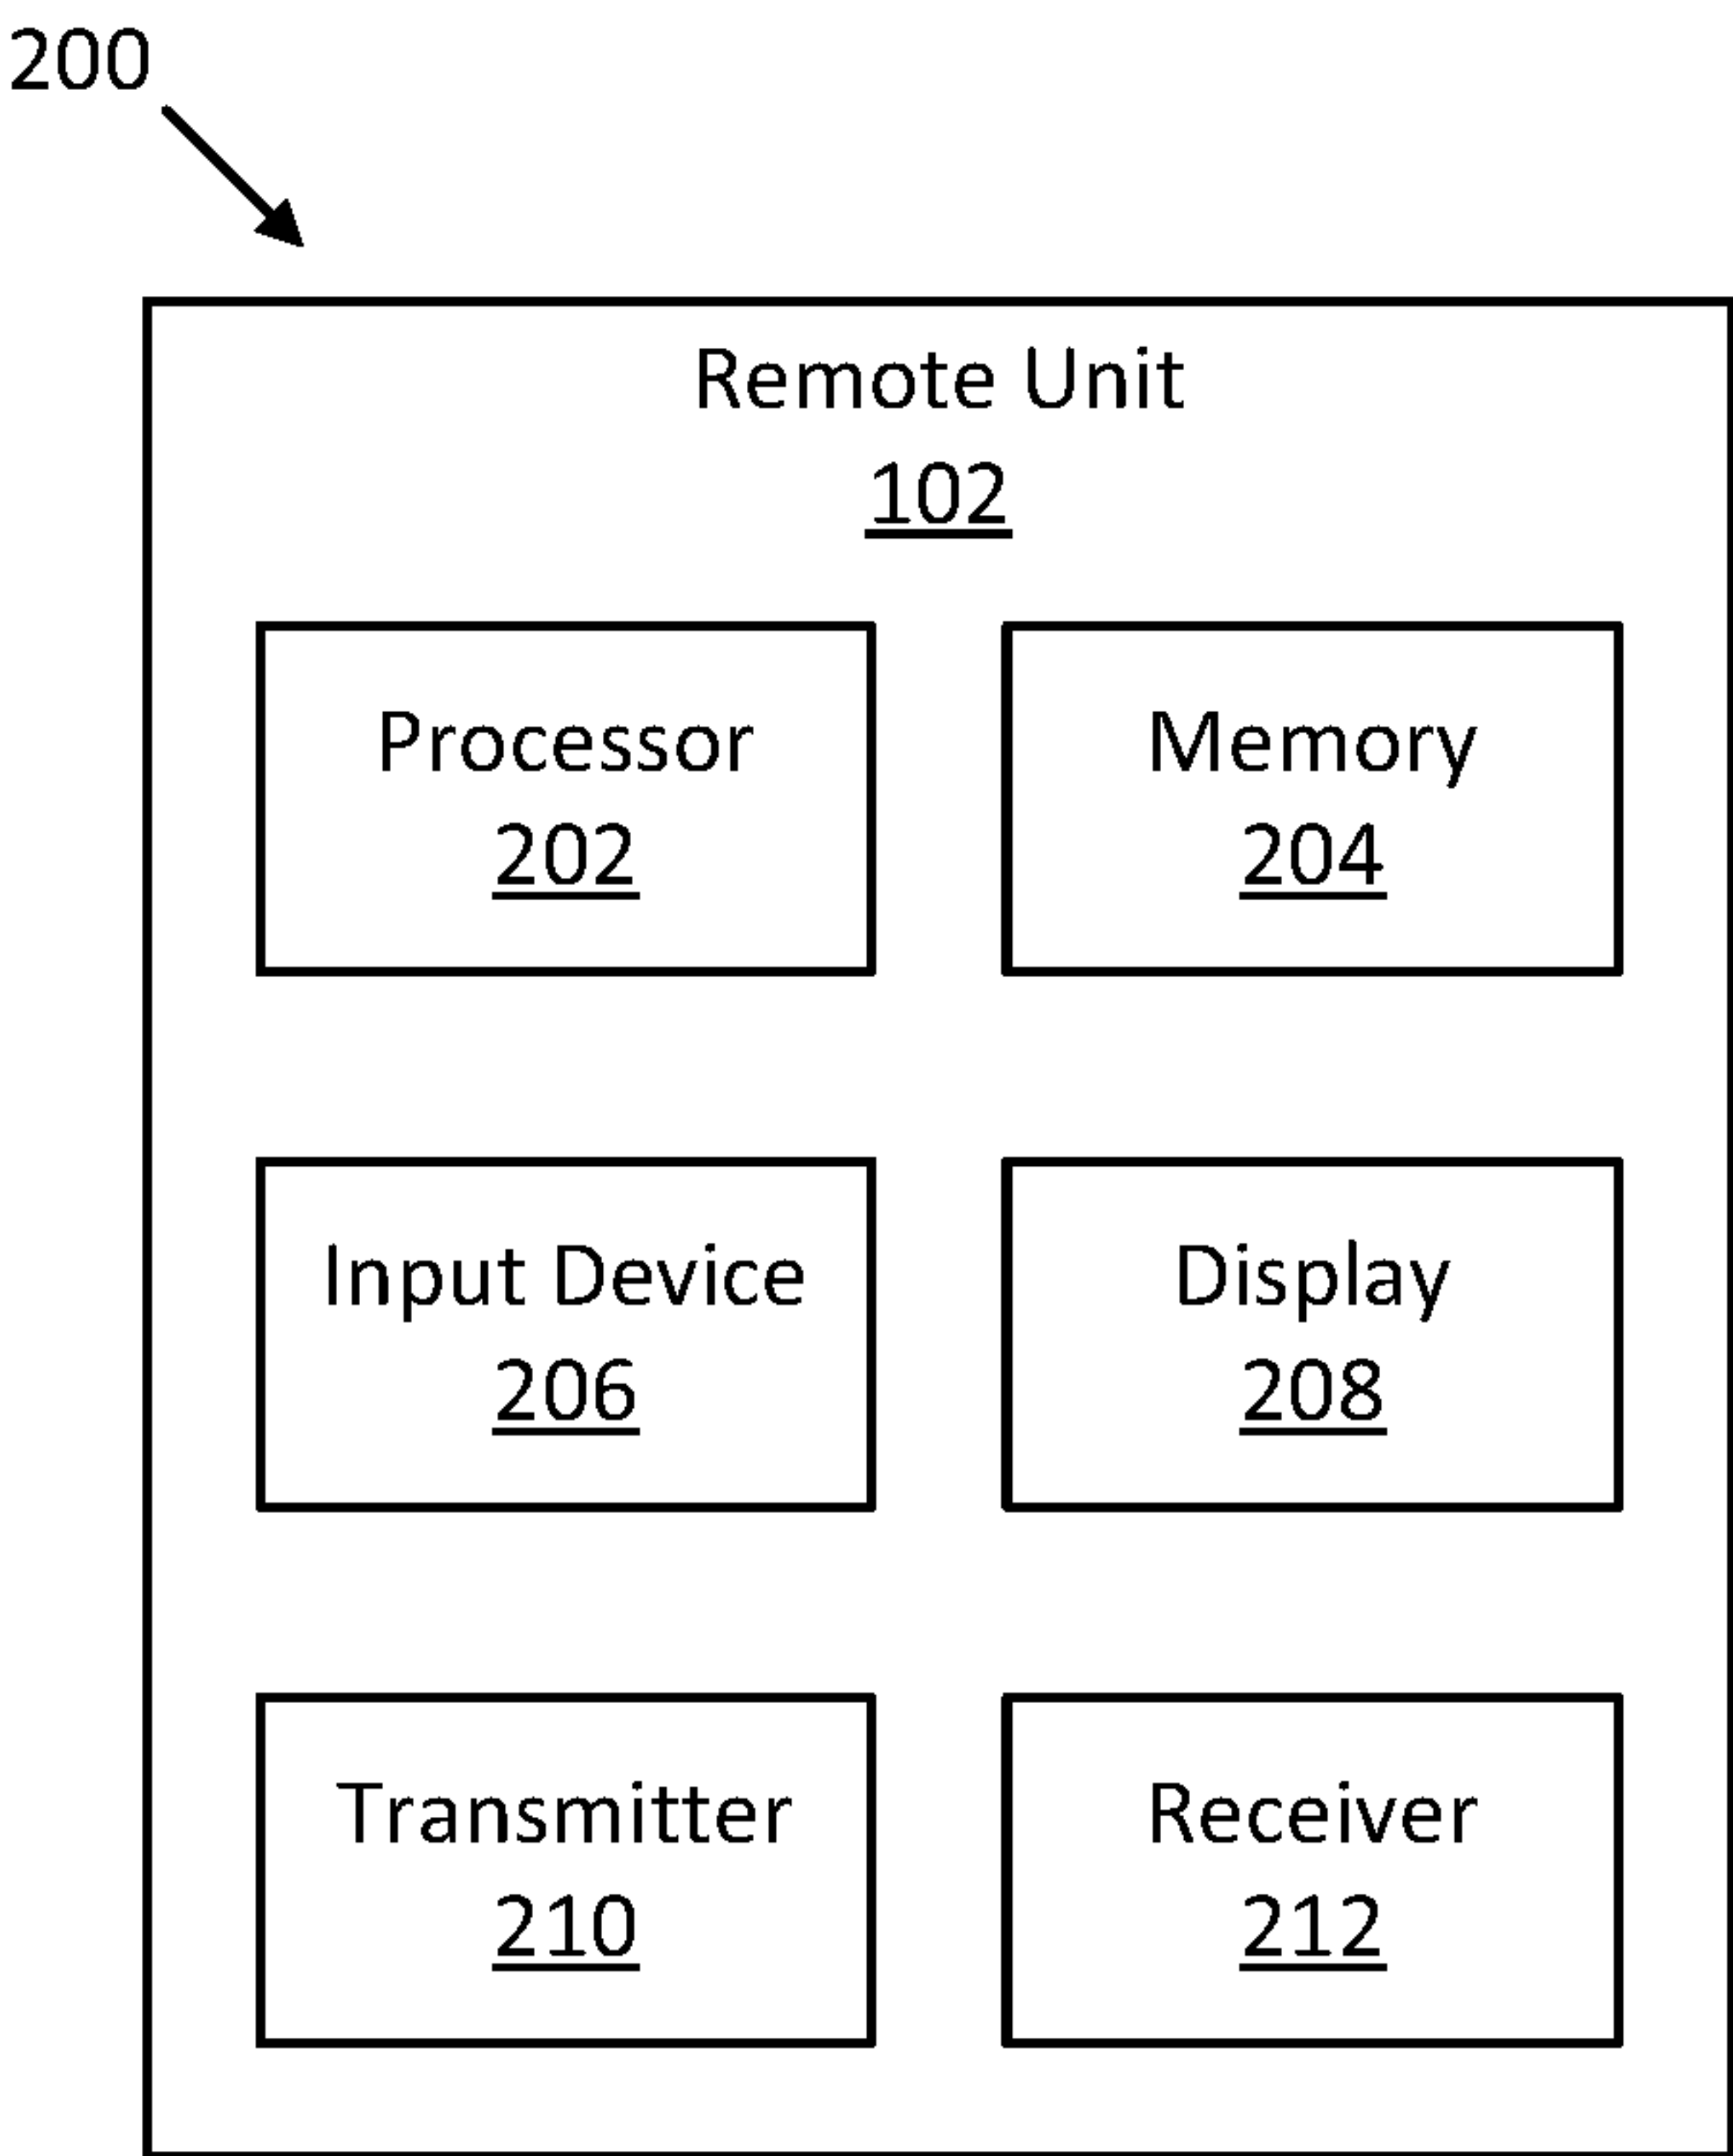 200
Remote Unit
102
Processor
202
Memory
204
Input Device
206
Display
208
Transmitter
210
Receiver
212